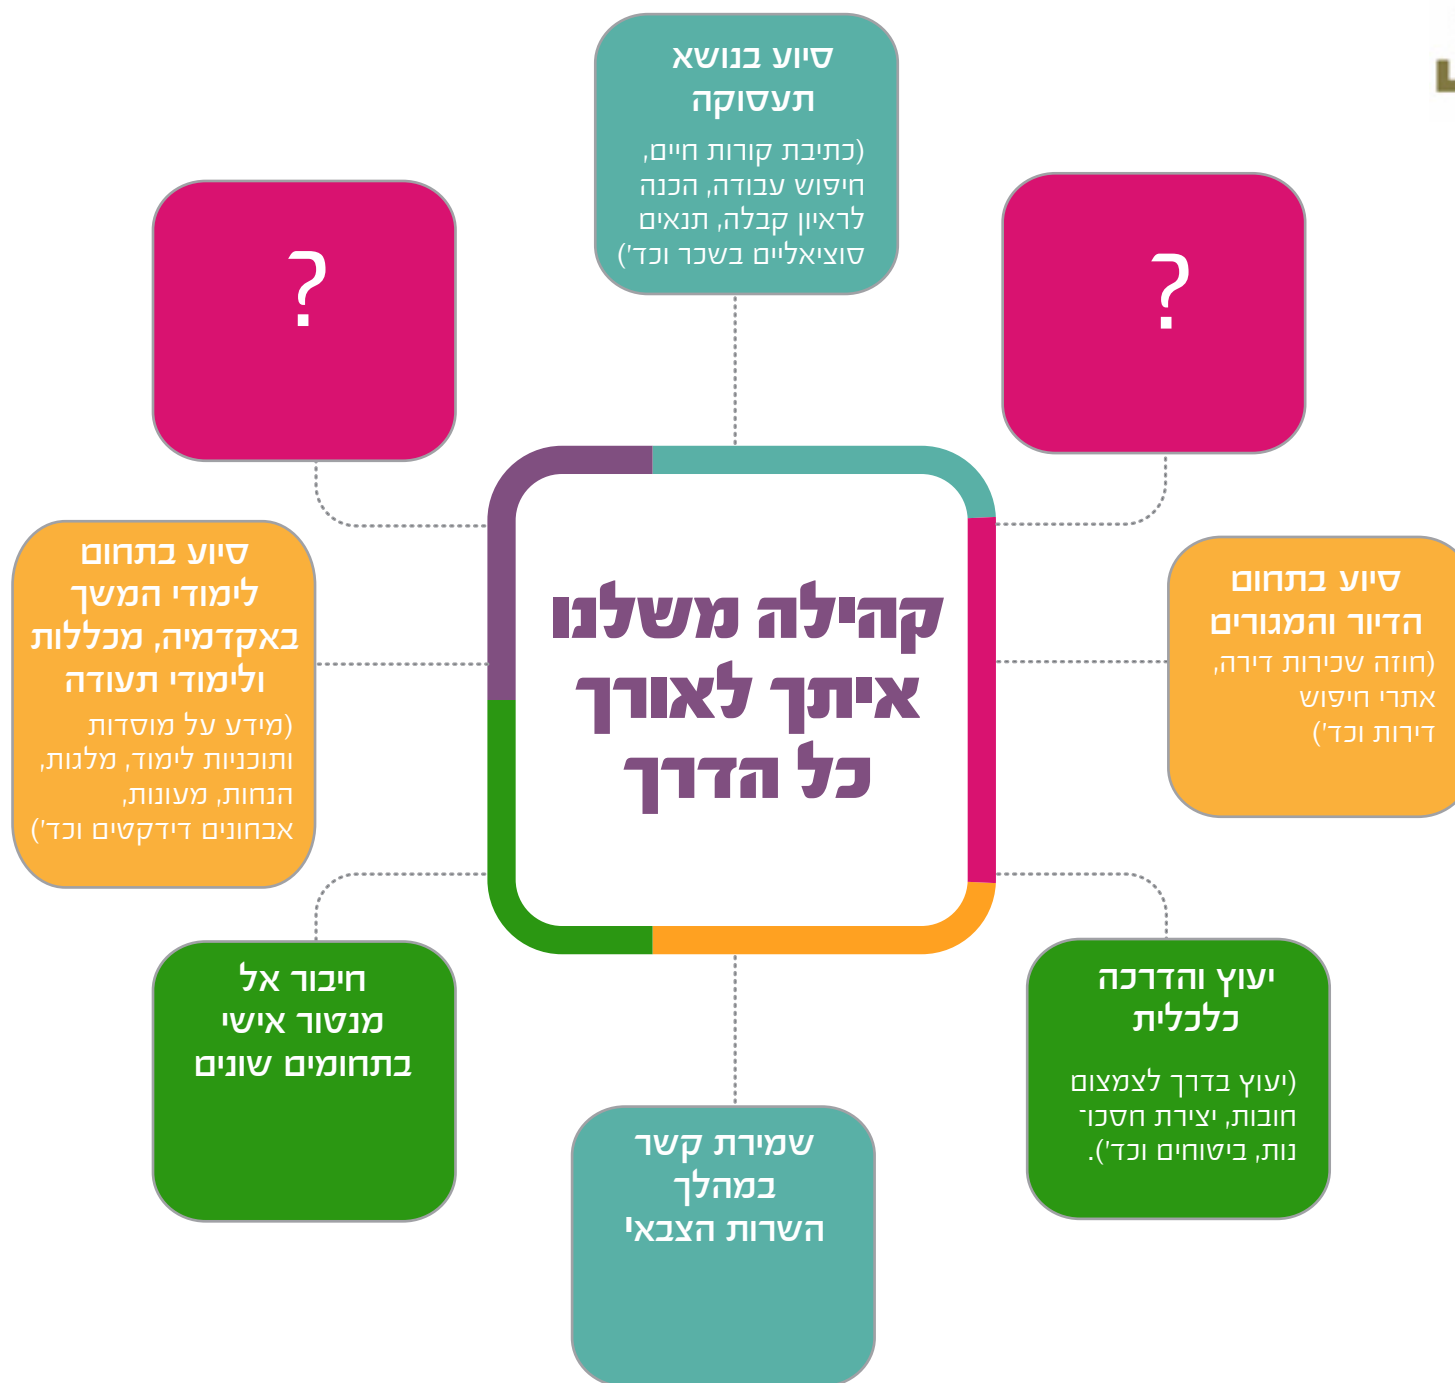 סיוע בנושא
תעסוקה
(כתיבת קורות חיים,
חיפוש עבודה, הכנה
לראיון קבלה, תנאים
סוציאליים בשכר וכד')
?
?
קהילה משלנו
איתך לאורך
כל הדרך
סיוע בתחום
הדיור והמגורים
(חוזה שכירות דירה,
אתרי חיפוש
דירות וכד')
סיוע בתחום
לימודי המשך
באקדמיה, מכללות
ולימודי תעודה
(מידע על מוסדות
ותוכניות לימוד, מלגות,
הנחות, מעונות,
אבחונים דידקטים וכד')
יעוץ והדרכה
כלכלית
(יעוץ בדרך לצמצום
חובות, יצירת חסכו-
נות, ביטוחים וכד').
חיבור אל
מנטור אישי
בתחומים שונים
שמירת קשר
במהלך
השרות הצבאי